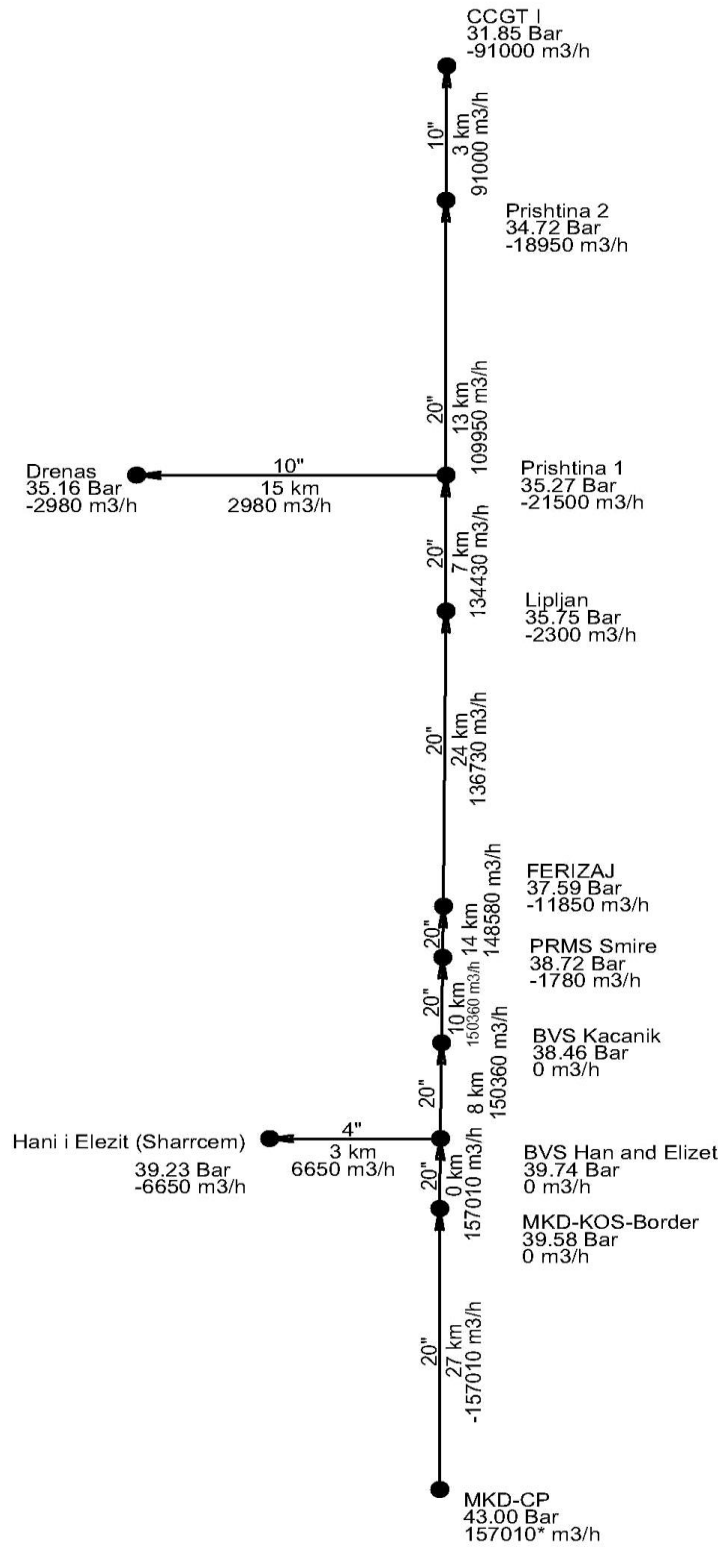 CCGT I
31.85 Bar
-91000 m3/h
10"
3 km
91000 m3/h
Prishtina 2
34.72 Bar
-18950 m3/h
20"
13 km
109950 m3/h
Drenas
35.16 Bar
-2980 m3/h
10"
15 km
2980 m3/h
Prishtina 1
35.27 Bar
-21500 m3/h
20"
7 km
134430 m3/h
Lipljan
35.75 Bar
-2300 m3/h
20"
24 km
136730 m3/h
FERIZAJ
37.59 Bar
-11850 m3/h
20"
14 km
148580 m3/h
PRMS Smire
38.72 Bar
-1780 m3/h
20"
10 km
150360 m3/h
BVS Kacanik
38.46 Bar
0 m3/h
20"
8 km
150360 m3/h
Hani i Elezit (Sharrcem)
39.23 Bar
-6650 m3/h
4"
3 km
6650 m3/h
BVS Han and Elizet
39.74 Bar
0 m3/h
20"
0 km
157010 m3/h
MKD-KOS-Border
39.58 Bar
0 m3/h
20"
27 km
-157010 m3/h
MKD-CP
43.00 Bar
157010* m3/h